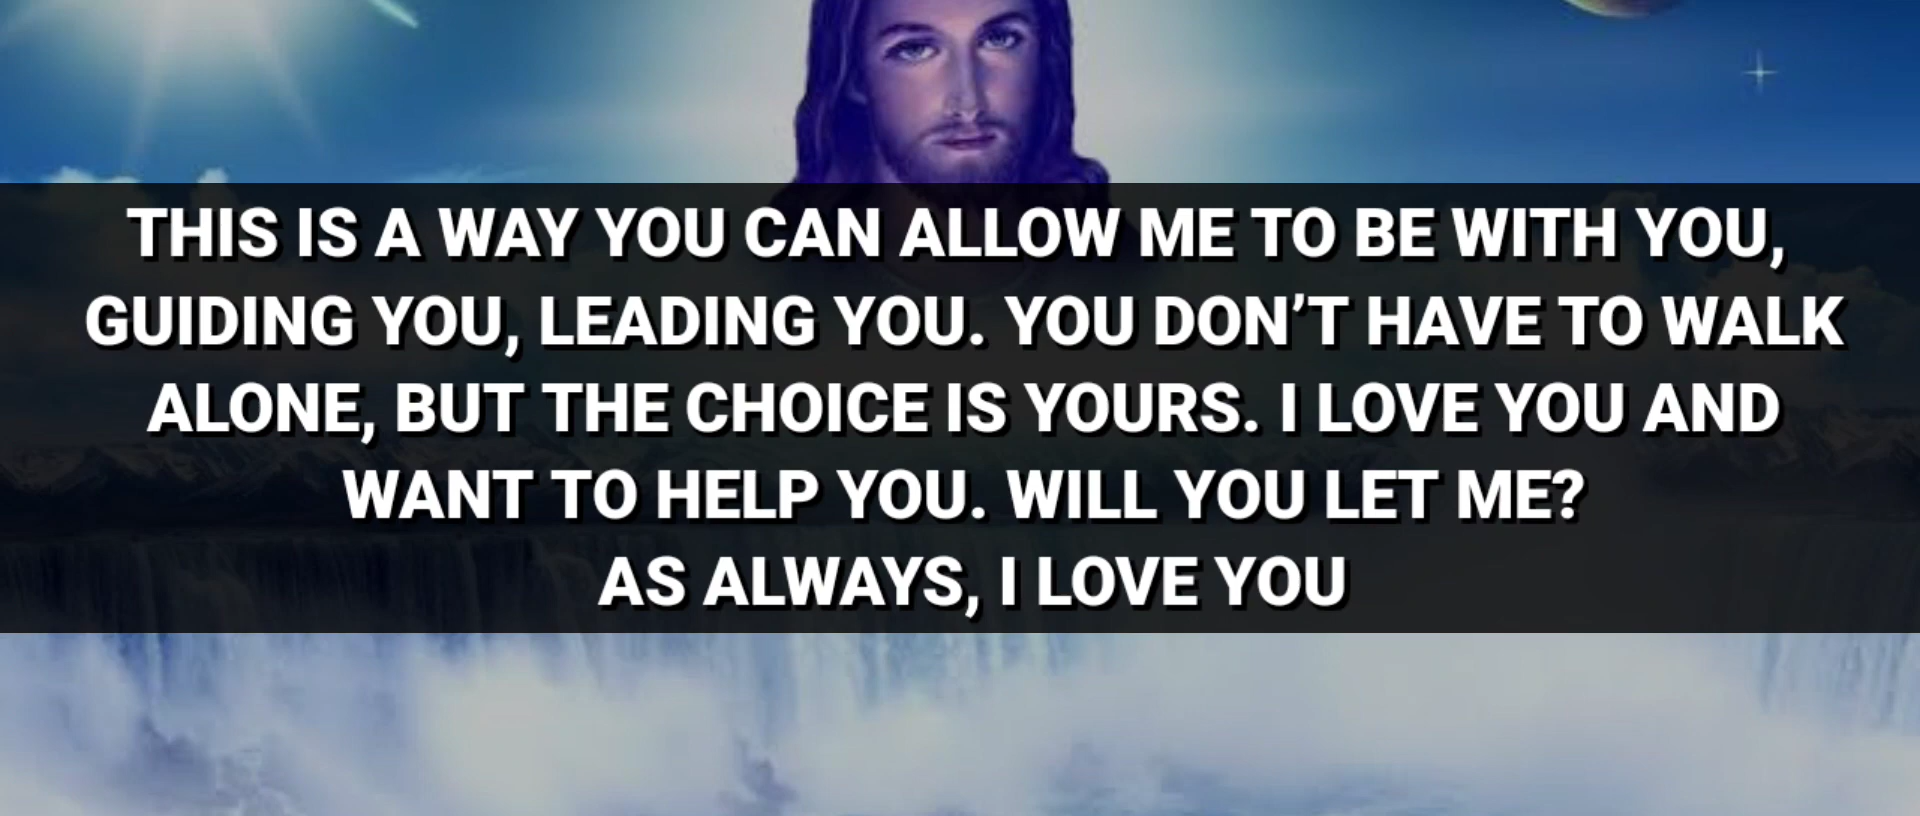 THIS IS A WAY YOU CAN ALLOW ME TO BE WITH YOU,
GUIDING YOU, LEADING YOU. YOU DON’T HAVE TO WALK
ALONE, BUT THE CHOICE IS YOURS. I LOVE YOU AND
WANT TO HELP YOU. WILL YOU LET ME?
AS ALWAYS, I LOVE YOU